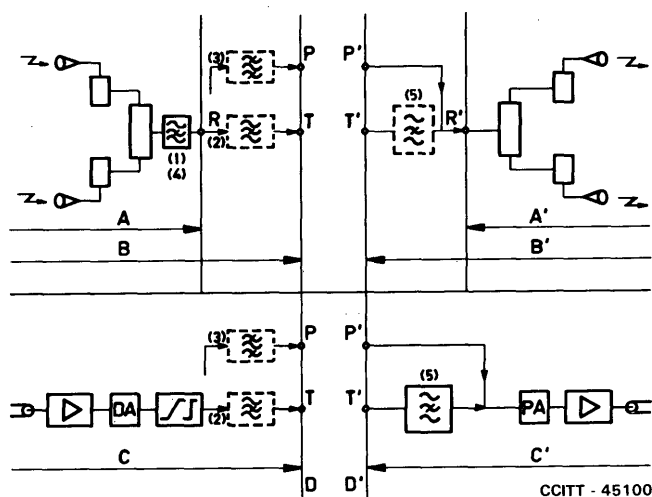 (3) P P'
(5)
R (2) T T' R'
(1)
(4)
A A'
B B'
(3) P P'
(5)
DA (2) T T' PA
C C'
D D'
CCITT - 45100